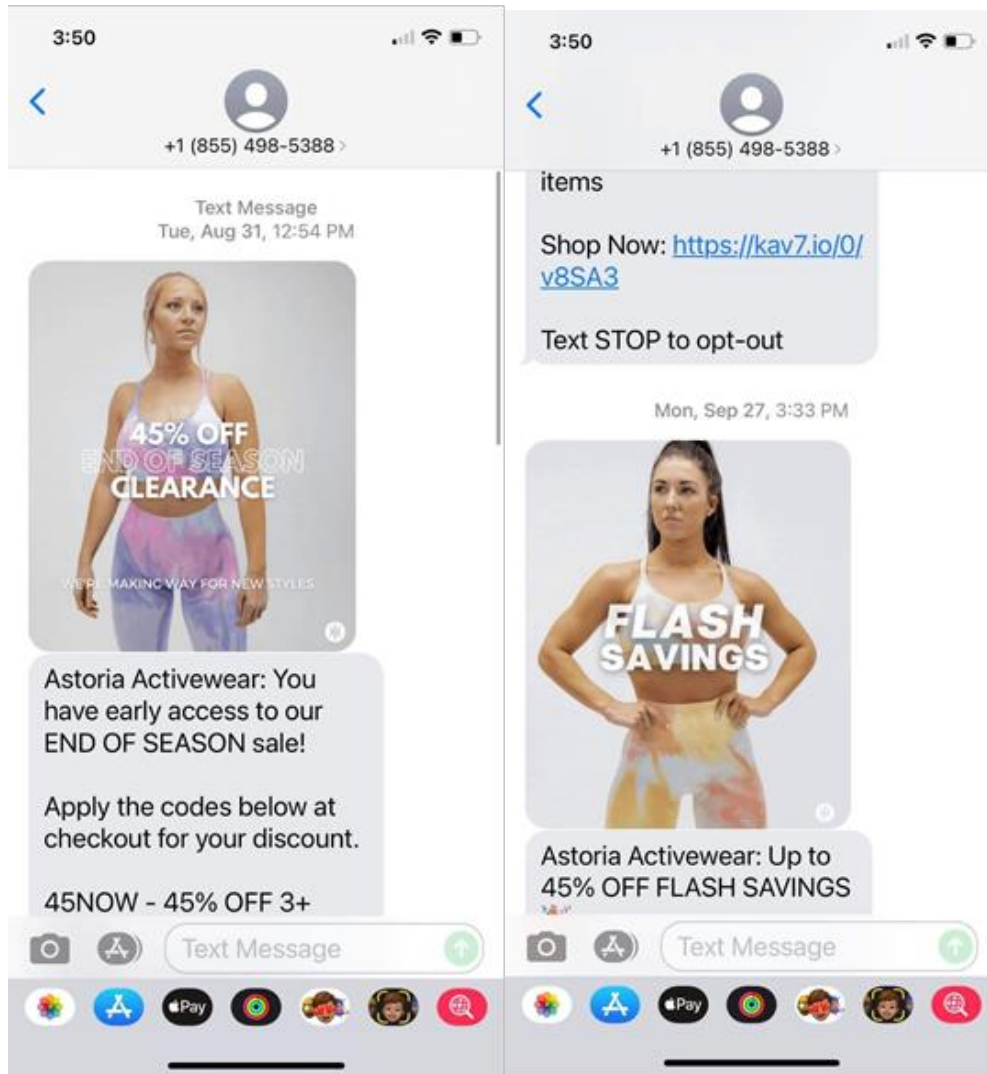 3:50
+1 (855) 498-5388
Text Message
Tue, Aug 31, 12:54 PM
45% OFF
END OF SEASON
CLEARANCE
WE'RE MAKING WAY FOR NEW STYLES
Astoria Activewear: You
have early access to our
END OF SEASON sale!
Apply the codes below at
checkout for your discount.
45NOW - 45% OFF 3+
Text Message
Pay
3:50
+1 (855) 498-5388
items
Shop Now: https://kav7.io/0/
v8SA3
Text STOP to opt-out
Mon, Sep 27, 3:33 PM
FLASH
SAVINGS
Astoria Activewear: Up to
45% OFF FLASH SAVINGS
Text Message
Pay